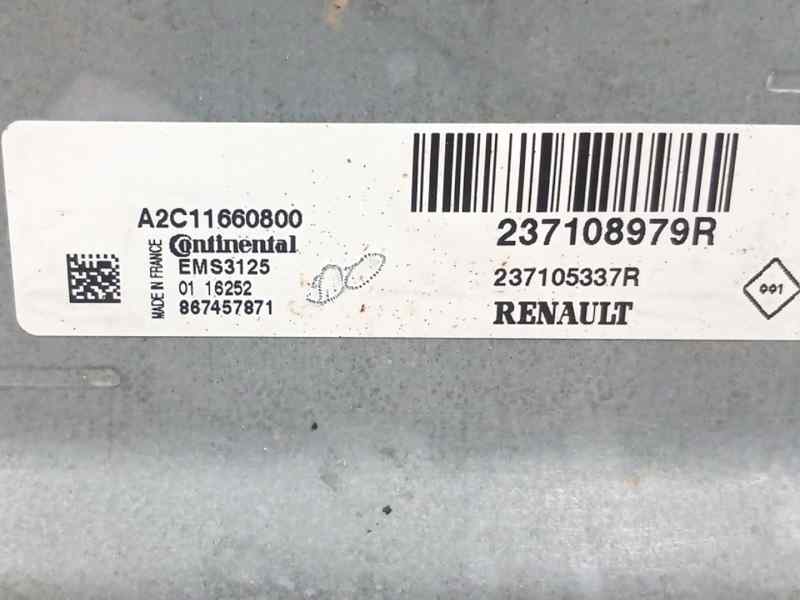 A2C11660800
Continental
MADE IN FRANCE
EMS3125
01 16252
867457871
237108979R
237105337R
RENAULT
001